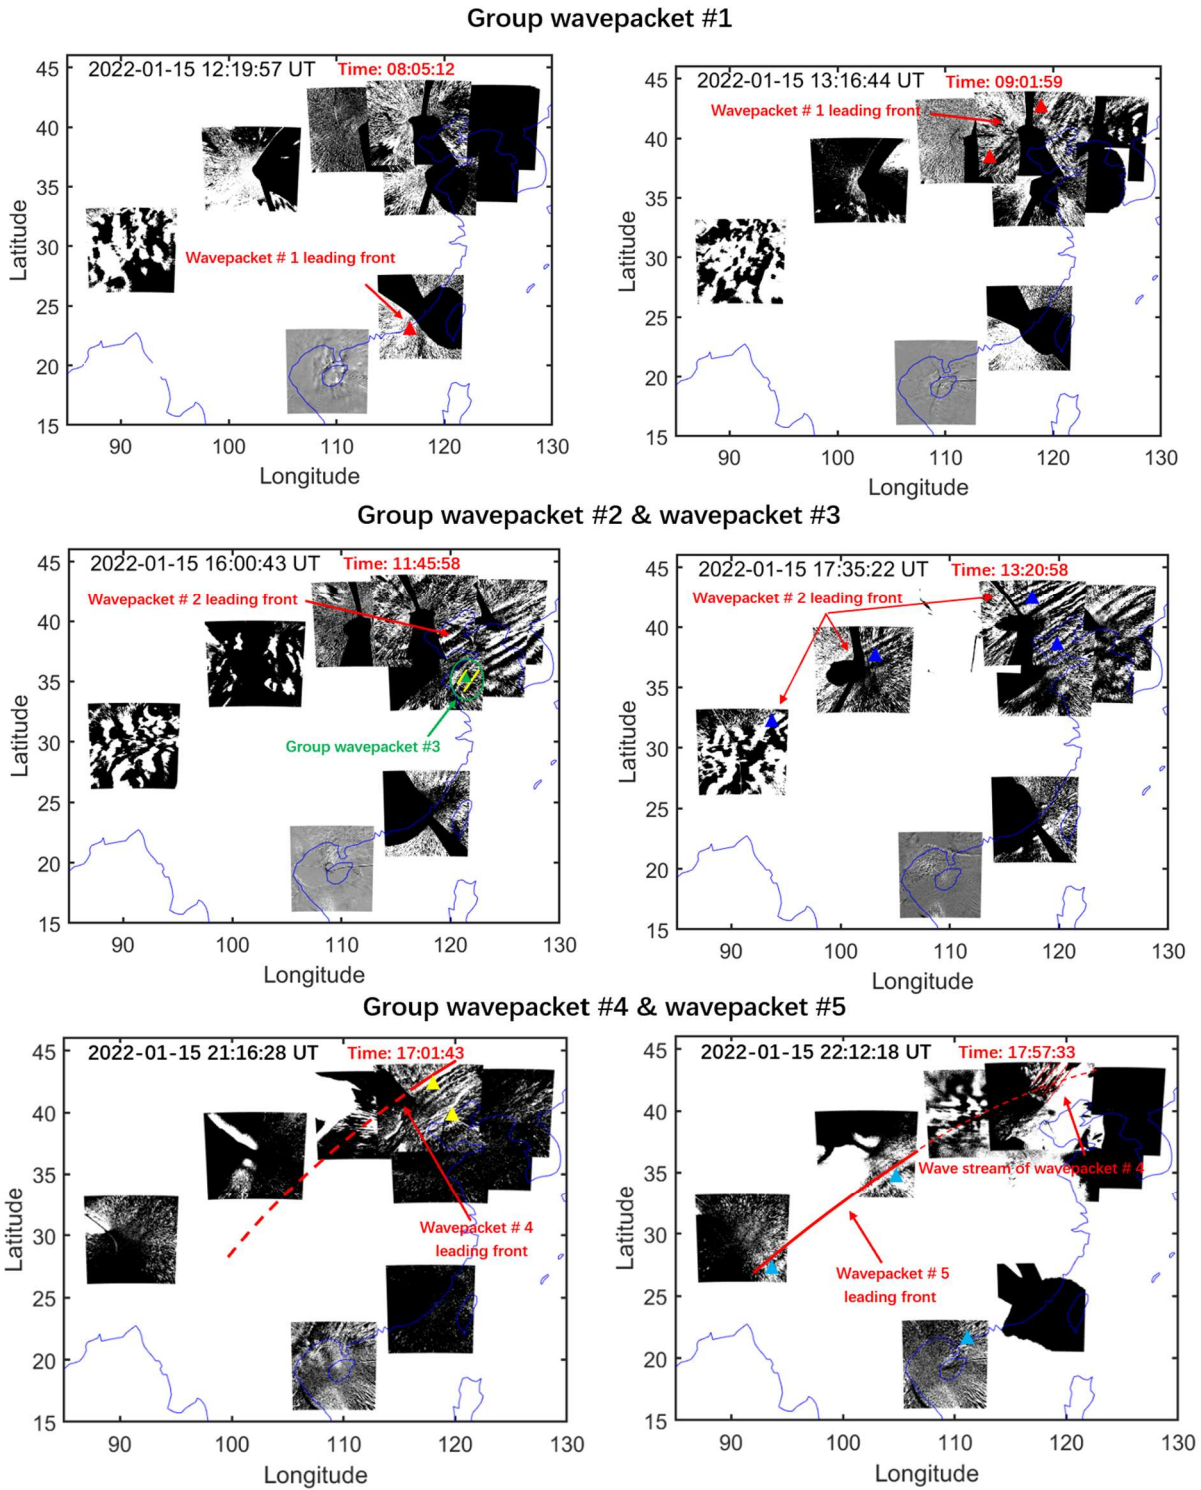 Group wavepacket #1
2022-01-15 12:19:57 UT Time: 08:05:12
Wavepacket # 1 leading front
45
40
35
30
25
20
15
Latitude
90 100 110 120 130
Longitude
2022-01-15 13:16:44 UT Time: 09:01:59
Wavepacket # 1 leading front
45
40
35
30
25
20
15
Latitude
90 100 110 120 130
Longitude
Group wavepacket #2 & wavepacket #3
2022-01-15 16:00:43 UT Time: 11:45:58
Wavepacket # 2 leading front
Group wavepacket #3
45
40
35
30
25
20
15
Latitude
90 100 110 120 130
Longitude
2022-01-15 17:35:22 UT Time: 13:20:58
Wavepacket # 2 leading front
45
40
35
30
25
20
15
Latitude
90 100 110 120 130
Longitude
Group wavepacket #4 & wavepacket #5
2022-01-15 21:16:28 UT Time: 17:01:43
Wavepacket # 4
leading front
45
40
35
30
25
20
15
Latitude
90 100 110 120 130
Longitude
2022-01-15 22:12:18 UT Time: 17:57:33
Wave stream of wavepacket # 4
Wavepacket # 5
leading front
45
40
35
30
25
20
15
Latitude
90 100 110 120 130
Longitude